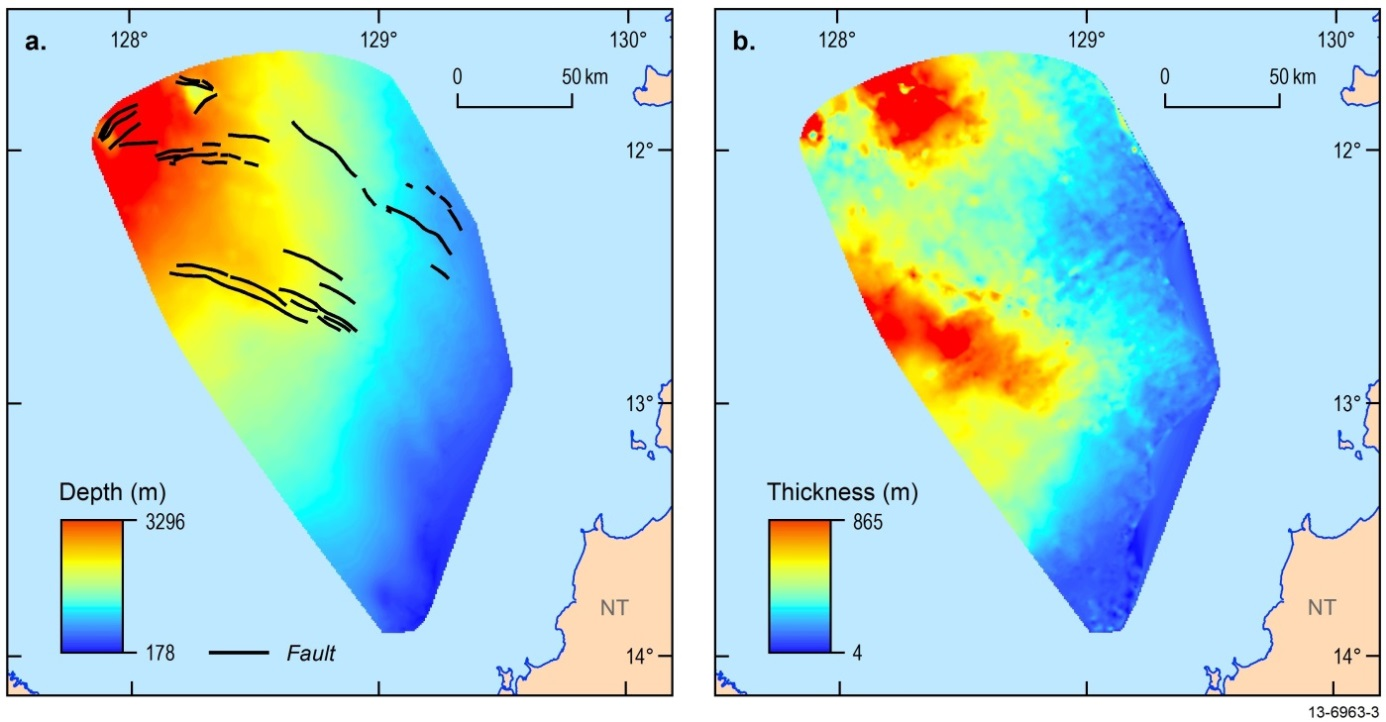 a.
128°
129°
130°
0
50 km
12°
13°
14°
Depth (m)
3296
178
Fault
NT
b.
128°
129°
130°
0
50 km
12°
13°
14°
Thickness (m)
865
4
NT
13-6963-3